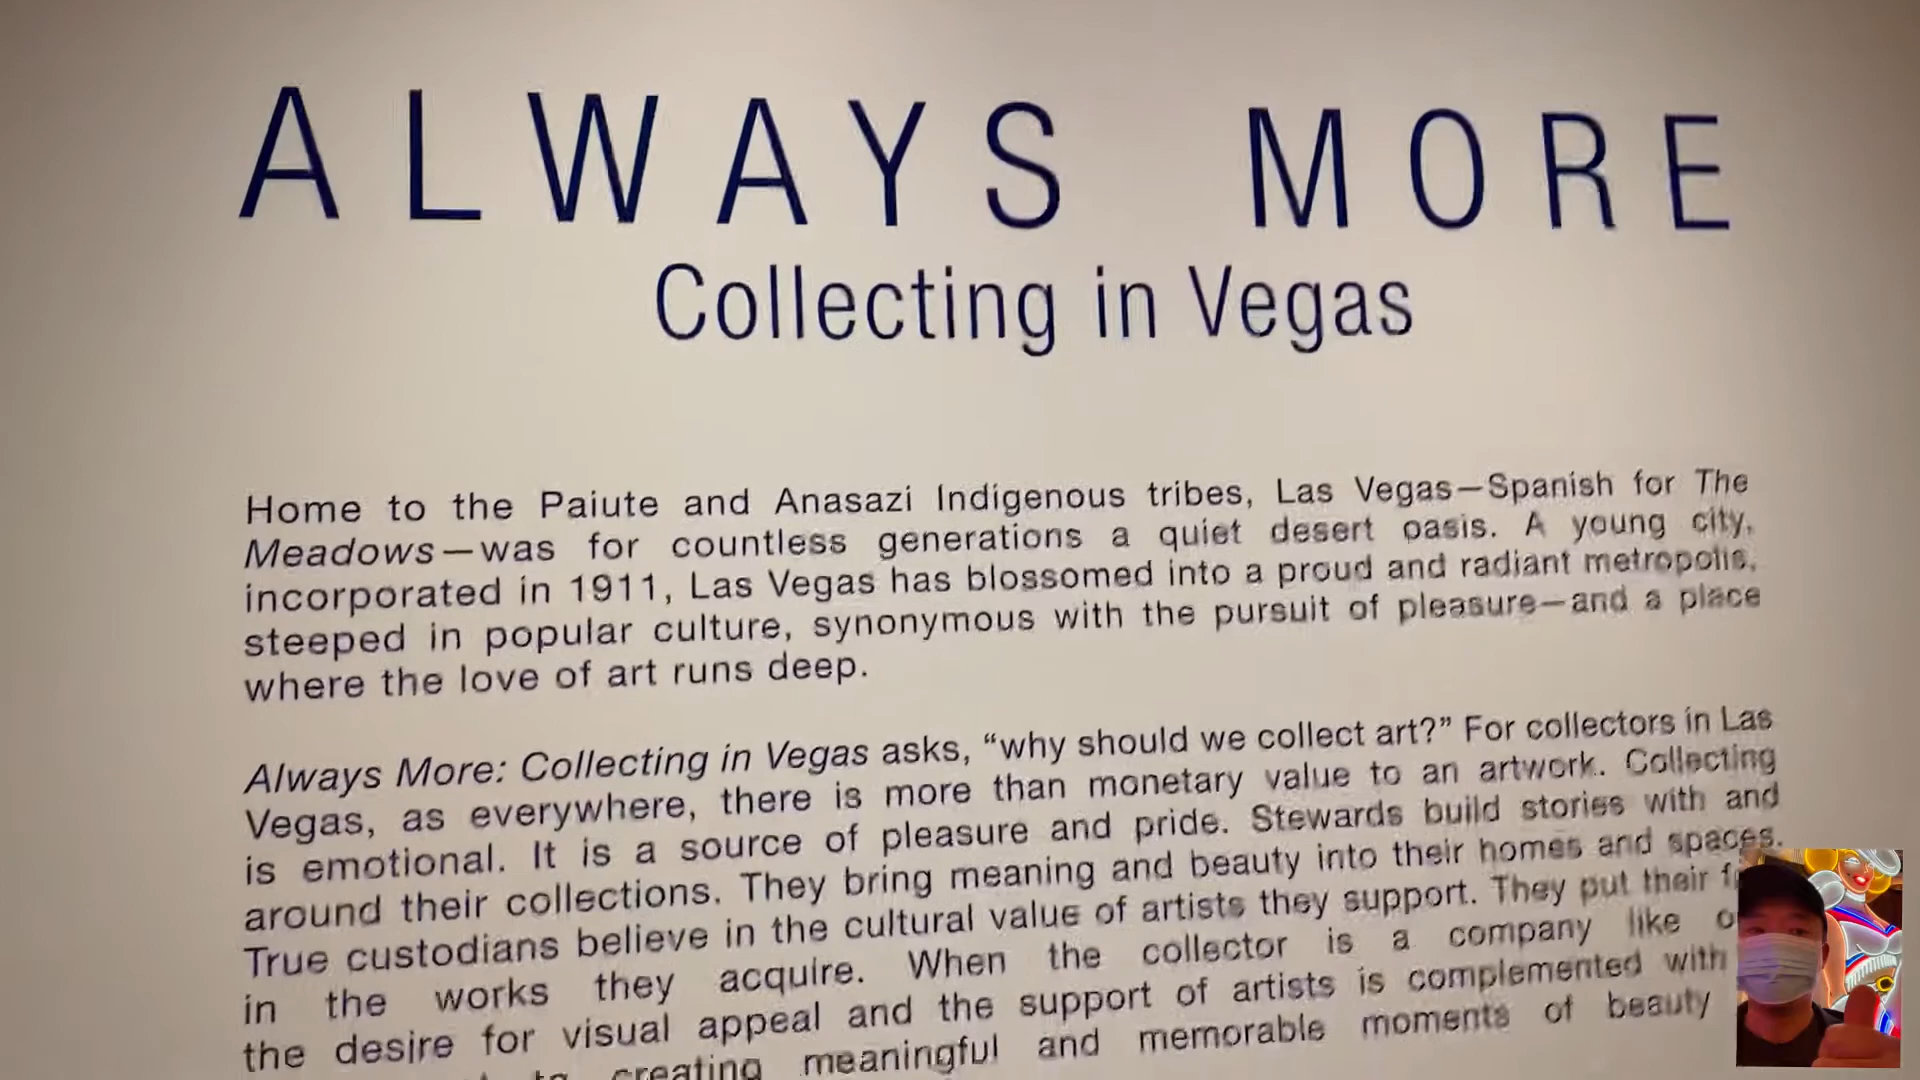 ALWAYS MORE
Collecting in Vegas
Home to the Paiute and Anasazi Indigenous tribes, Las Vegas—Spanish for The
Meadows—was for countless generations a quiet desert oasis. A young city,
incorporated in 1911, Las Vegas has blossomed into a proud and radiant metropolis,
steeped in popular culture, synonymous with the pursuit of pleasure—and a place
where the love of art runs deep.
Always More: Collecting in Vegas asks, “why should we collect art?” For collectors in Las
Vegas, as everywhere, there is more than monetary value to an artwork. Collecting
is emotional. It is a source of pleasure and pride. Stewards build stories with and
around their collections. They bring meaning and beauty into their homes and spaces.
True custodians believe in the cultural value of artists they support. They put their
in the works they acquire. When the collector is a company like
the desire for visual appeal and the support of artists is complemented with
to creating meaningful and memorable moments of beauty